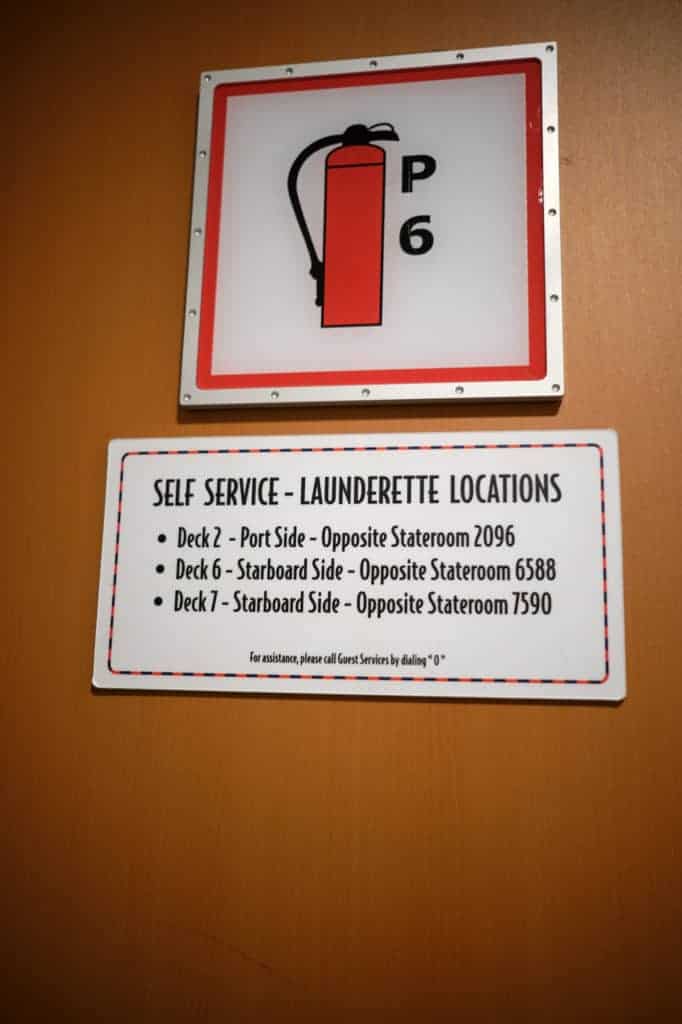 P
6
SELF SERVICE - LAUNDERETTE LOCATIONS
• Deck 2 - Port Side - Opposite Stateroom 2096
• Deck 6 - Starboard Side - Opposite Stateroom 6588
• Deck 7 - Starboard Side - Opposite Stateroom 7590
For assistance, please call Guest Services by dialing " 0 "